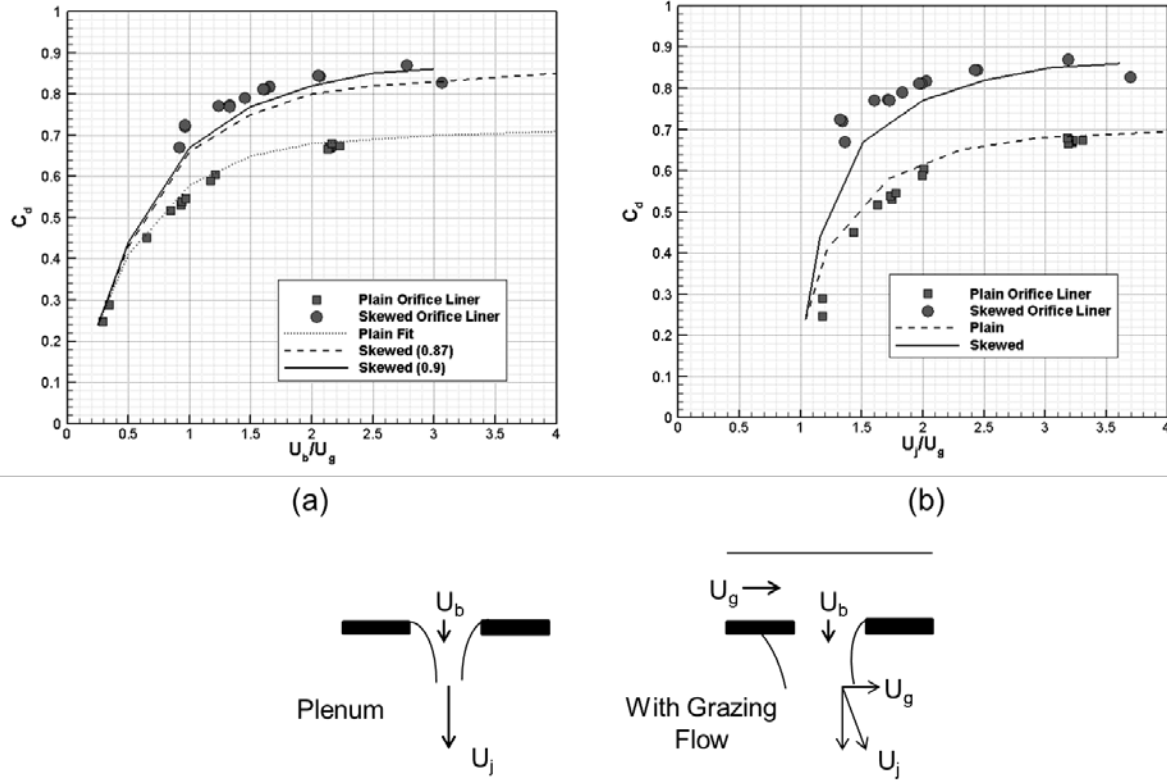 1
0.9
0.8
0.7
0.6
0.5
0.4
0.3
0.2
0.1
0
C_d
0 0.5 1 1.5 2 2.5 3 3.5 4
U_b/U_g
Plain Orifice Liner
Skewed Orifice Liner
Plain Fit
Skewed (0.87)
Skewed (0.9)
(a)
1
0.9
0.8
0.7
0.6
0.5
0.4
0.3
0.2
0.1
0
C_d
0 0.5 1 1.5 2 2.5 3 3.5 4
U_j/U_g
Plain Orifice Liner
Skewed Orifice Liner
Plain
Skewed
(b)
U_b
Plenum
U_j
U_g
U_b
With Grazing
Flow
U_g
U_j